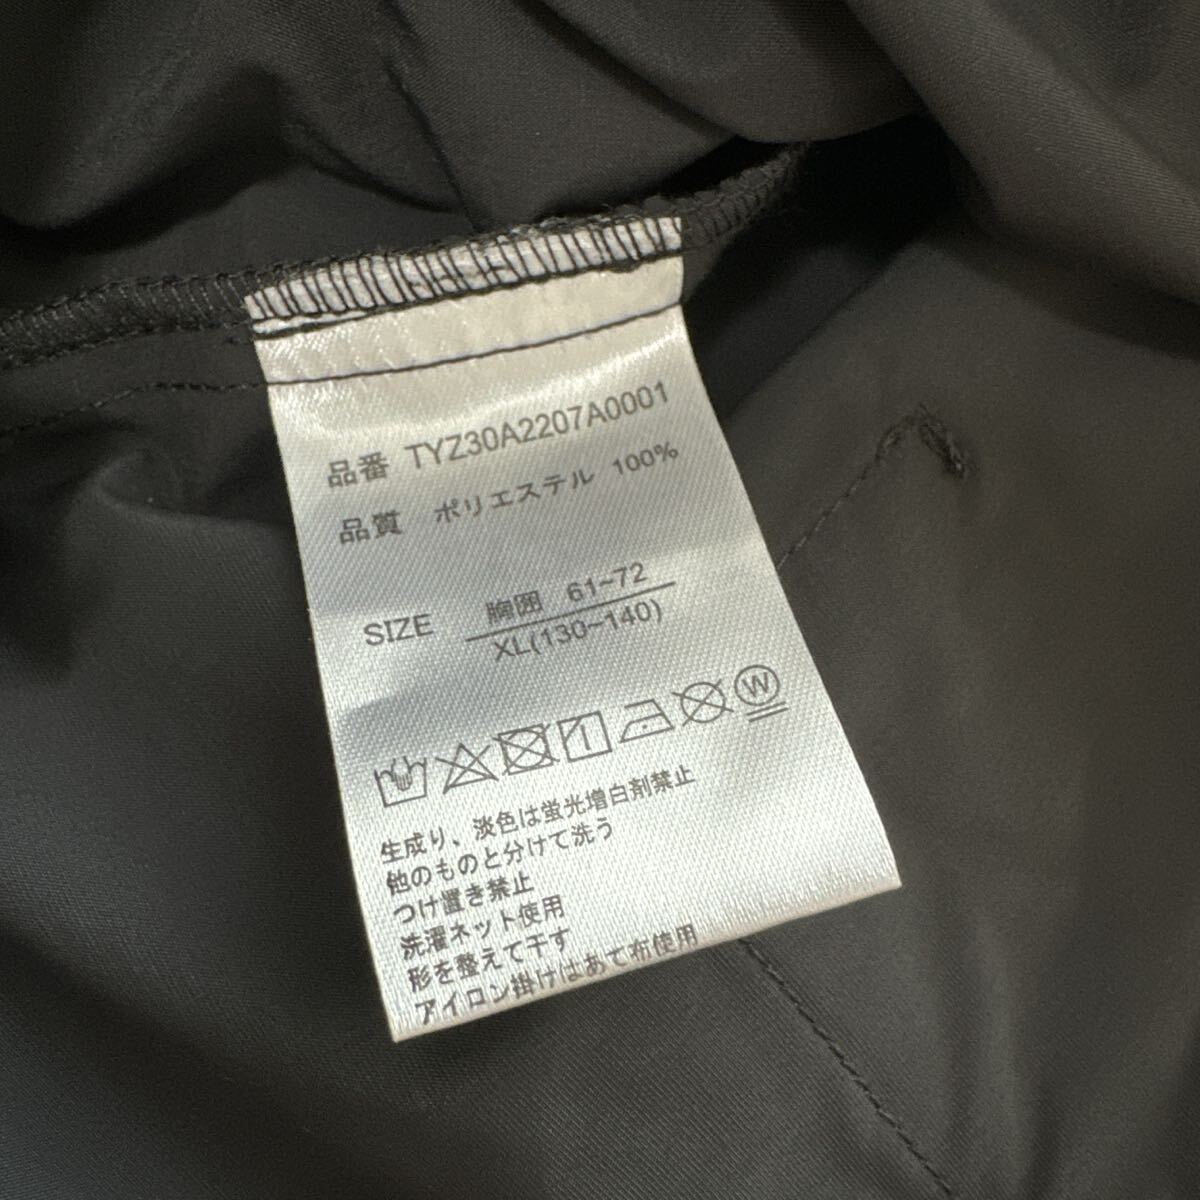 品番 TYZ30A2207A0001
品質 ポリエステル 100%
SIZE 胸囲 61~72
XL(130~140)
W
生成り、淡色は蛍光増白剤禁止
他のものと分けて洗う
つけ置き禁止
洗濯ネット使用
形を整えて干す
アイロン掛けはあて布使用